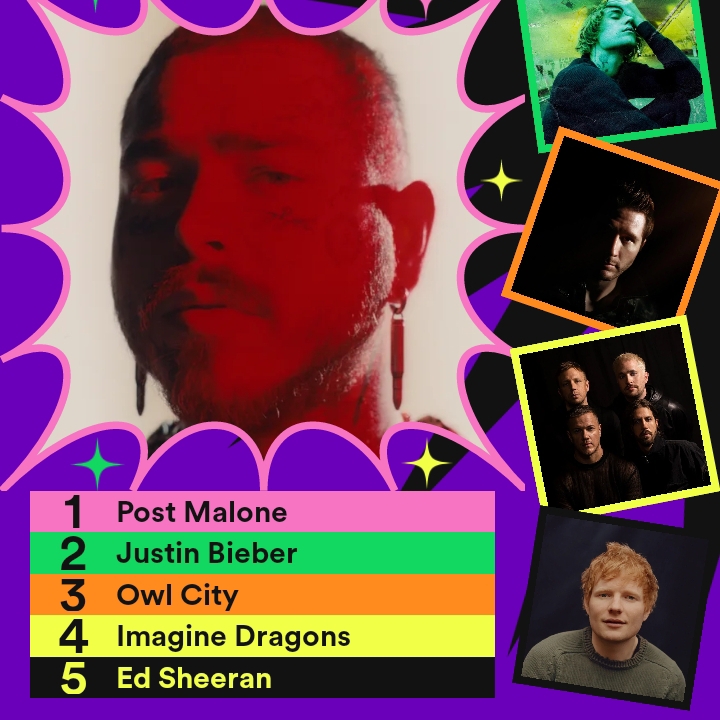 1 Post Malone
2 Justin Bieber
3 Owl City
4 Imagine Dragons
5 Ed Sheeran